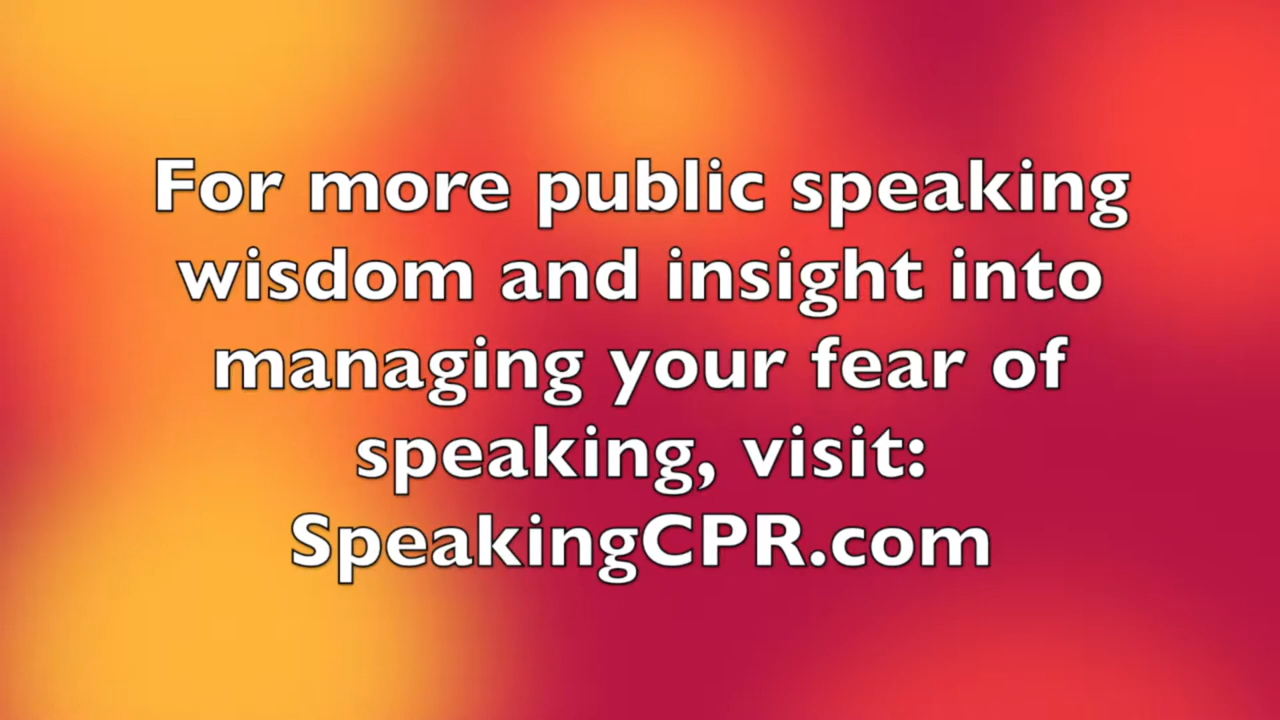 For more public speaking
wisdom and insight into
managing your fear of
speaking, visit:
SpeakingCPR.com